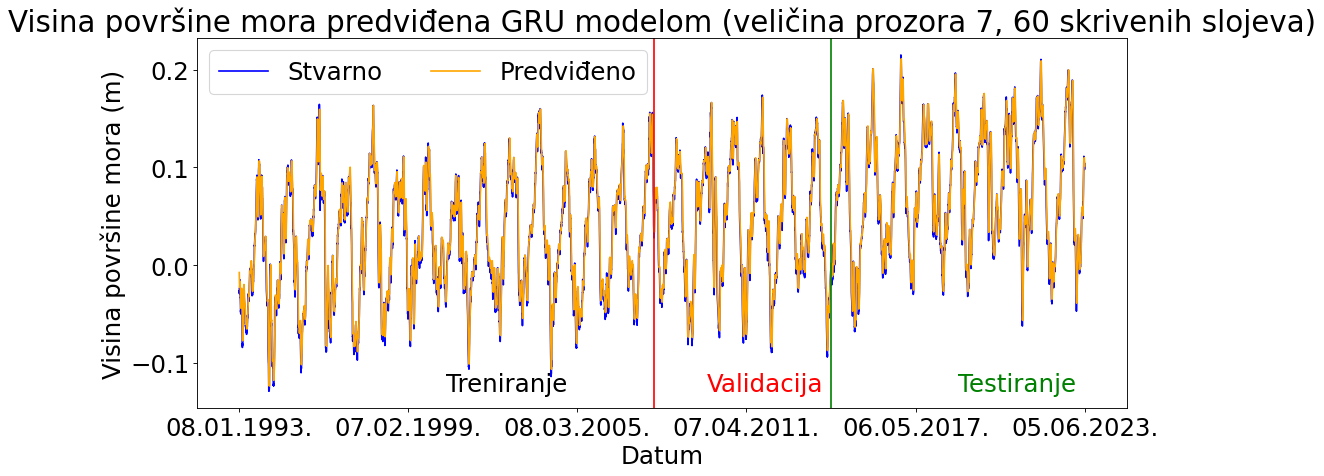 Visina površine mora predviđena GRU modelom (veličina prozora 7, 60 skrivenih slojeva)
Stvarno Predviđeno
Visina površine mora (m)
0.2
0.1
0.0
−0.1
Treniranje Validacija Testiranje
08.01.1993. 07.02.1999. 08.03.2005. 07.04.2011. 06.05.2017. 05.06.2023.
Datum